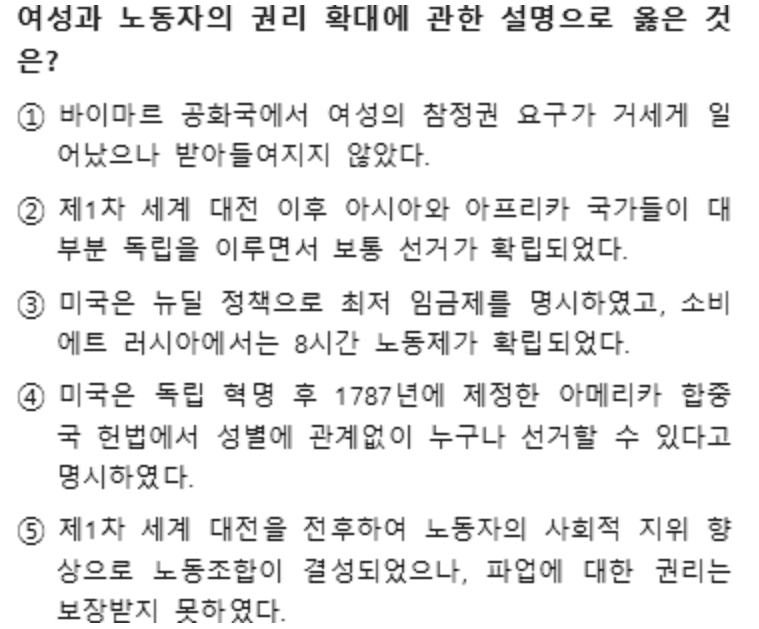 여성과 노동자의 권리 확대에 관한 설명으로 옳은 것
은?
① 바이마르 공화국에서 여성의 참정권 요구가 거세게 일
어났으나 받아들여지지 않았다.
② 제1차 세계 대전 이후 아시아와 아프리카 국가들이 대
부분 독립을 이루면서 보통 선거가 확립되었다.
③ 미국은 뉴딜 정책으로 최저 임금제를 명시하였고, 소비
에트 러시아에서는 8시간 노동제가 확립되었다.
④ 미국은 독립 혁명 후 1787년에 제정한 아메리카 합중
국 헌법에서 성별에 관계없이 누구나 선거할 수 있다고
명시하였다.
⑤ 제1차 세계 대전을 전후하여 노동자의 사회적 지위 향
상으로 노동조합이 결성되었으나, 파업에 대한 권리는
보장받지 못하였다.